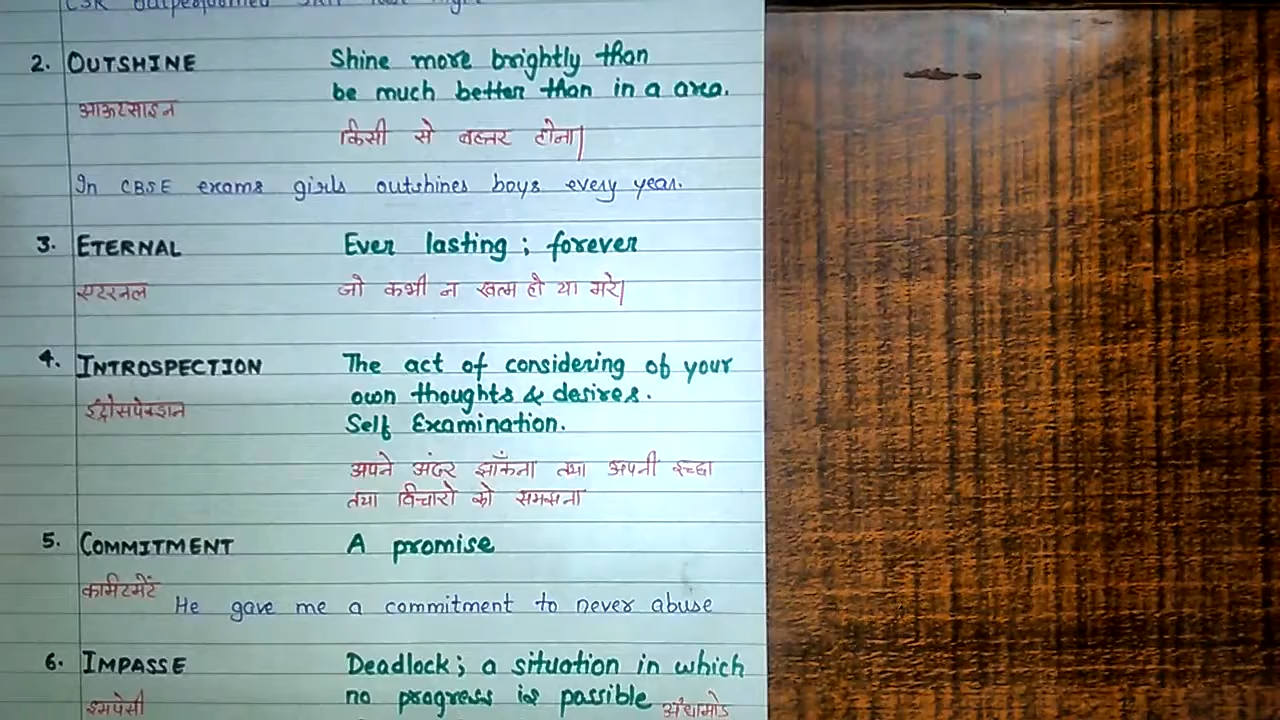 CSK outperformed
2. OUTSHINE Shine more brightly than
आऊटसाइन be much better than in a area.
किसी से बहतर होना|
In CBSE exams girls outshines boys every year.
3. ETERNAL Ever lasting ; forever
एटरनल जो कभी न खत्म हो या मरे|
4. INTROSPECTION The act of considering of your
own thoughts & desires.
इंट्रोसपेक्शन Self Examination.
अपने अंदर झाँकना तथा अपनी इच्छा
तथा विचारो को समझना
5. COMMITMENT A promise
कमिटमेंट He gave me a commitment to never abuse
6. IMPASSE Deadlock ; a situation in which
इमपेसी no progress is possible